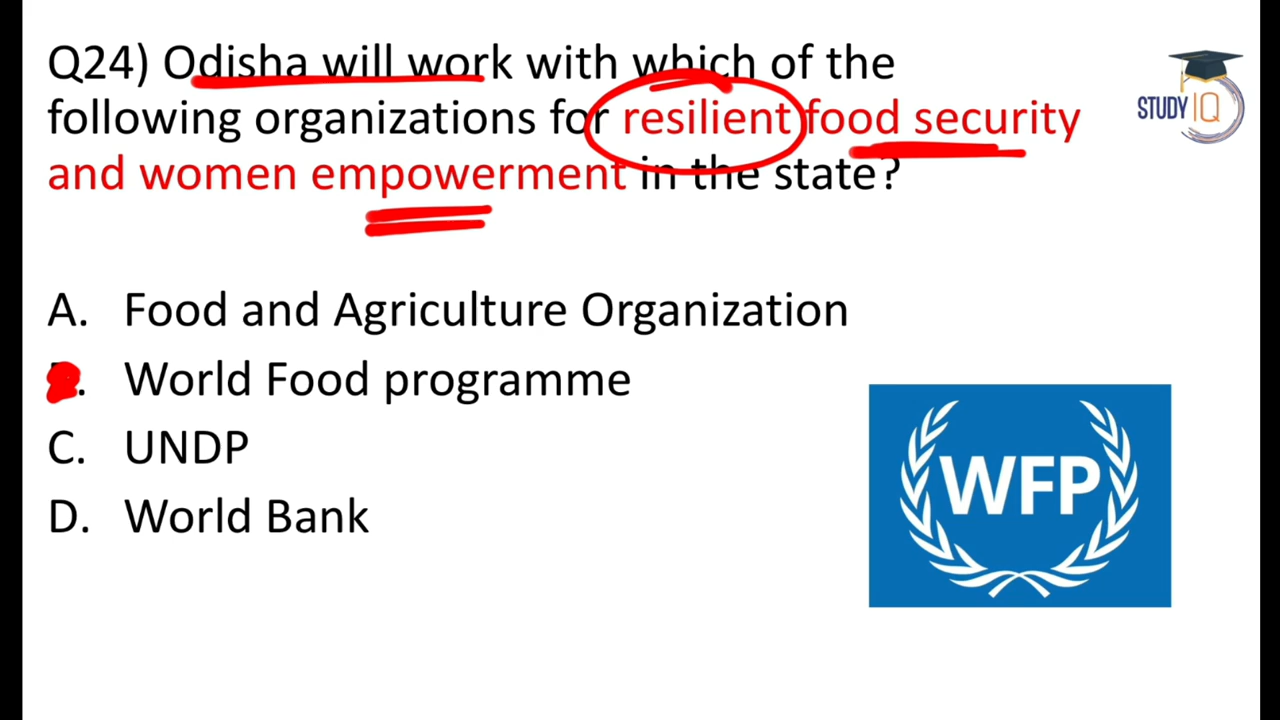 Q24) Odisha will work with which of the
following organizations for resilient food security
and women empowerment in the state?
STUDY IQ
A. Food and Agriculture Organization
. World Food programme
C. UNDP
D. World Bank
WFP